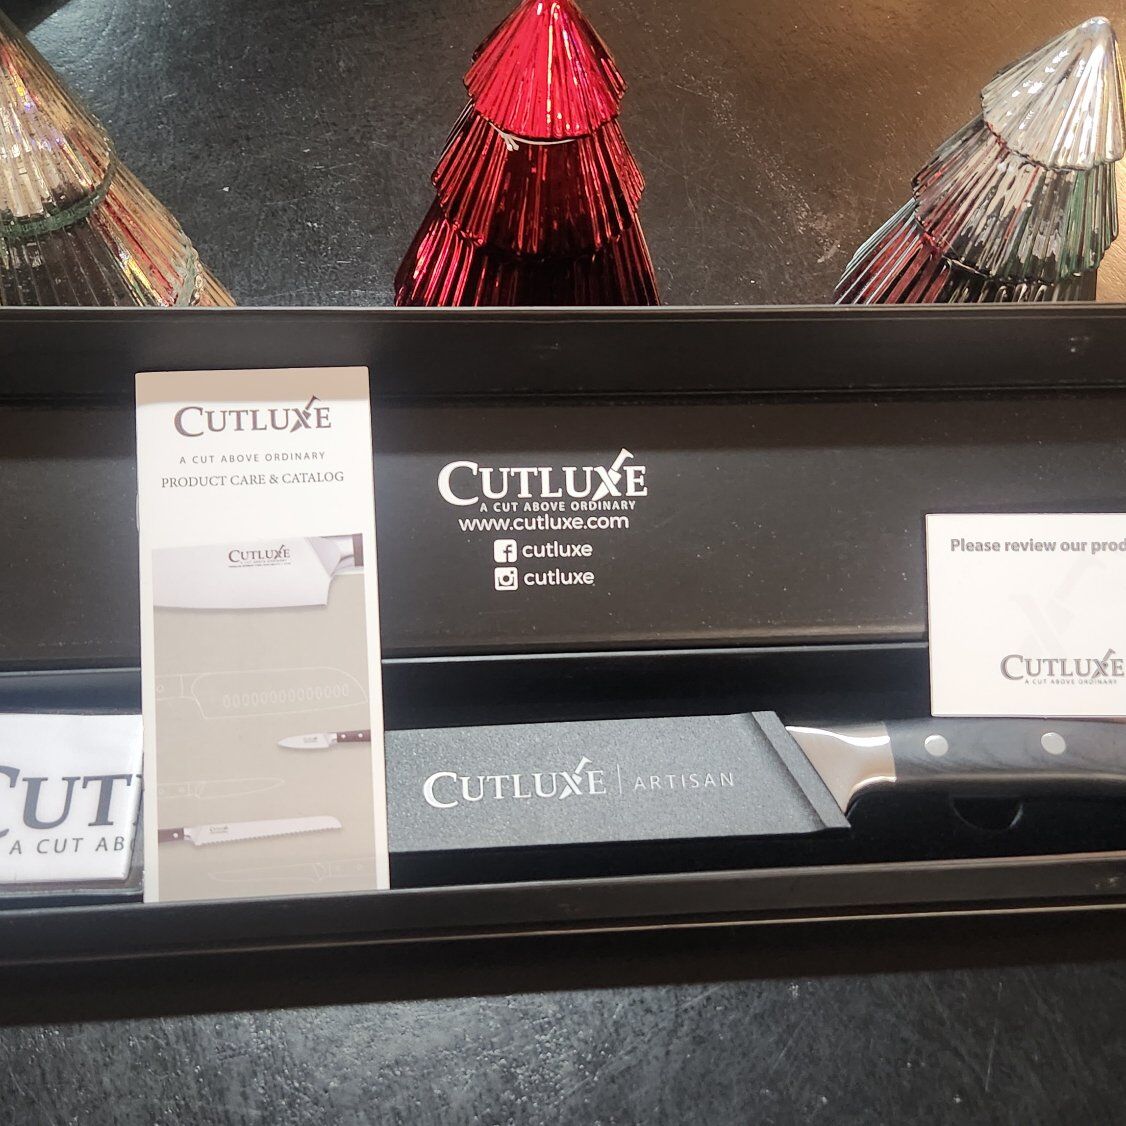 CUTLUXE
A CUT ABOVE ORDINARY
PRODUCT CARE & CATALOG
CUTLUXE
CUTLUXE
A CUT ABOVE ORDINARY
www.cutluxe.com
cutluxe
cutluxe
Please review our prod
CUTLUXE
A CUT ABOVE ORDINARY
CUT
A CUT AB
CUTLUXE | ARTISAN